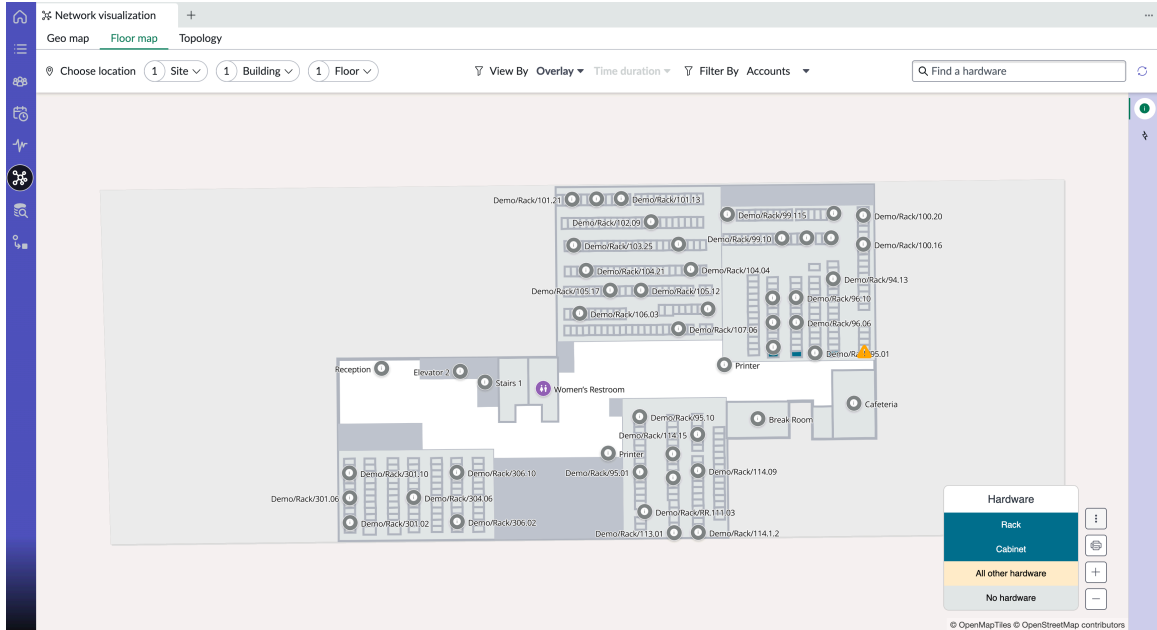 Network visualization
Geo map
Floor map
Topology
Choose location
1 Site
1 Building
1 Floor
View By Overlay
Time duration
Filter By Accounts
Find a hardware
Demo/Rack/101.21
Demo/Rack/101.13
Demo/Rack/102.09
Demo/Rack/99.115
Demo/Rack/100.20
Demo/Rack/103.25
Demo/Rack/99.10
Demo/Rack/100.16
Demo/Rack/104.21
Demo/Rack/104.04
Demo/Rack/94.13
Demo/Rack/105.17
Demo/Rack/105.12
Demo/Rack/96.10
Demo/Rack/106.03
Demo/Rack/96.06
Demo/Rack/107.06
Printer
Reception
Elevator 2
Stairs 1
Women's Restroom
Cafeteria
Demo/Rack/95.10
Break Room
Demo/Rack/114.15
Printer
Demo/Rack/301.10
Demo/Rack/306.10
Demo/Rack/95.01
Demo/Rack/114.09
Demo/Rack/301.06
Demo/Rack/304.06
Demo/Rack/RR.111.03
Demo/Rack/301.02
Demo/Rack/306.02
Demo/Rack/113.01
Demo/Rack/114.1.2
Hardware
Rack
Cabinet
All other hardware
No hardware
© OpenMapTiles © OpenStreetMap contributors